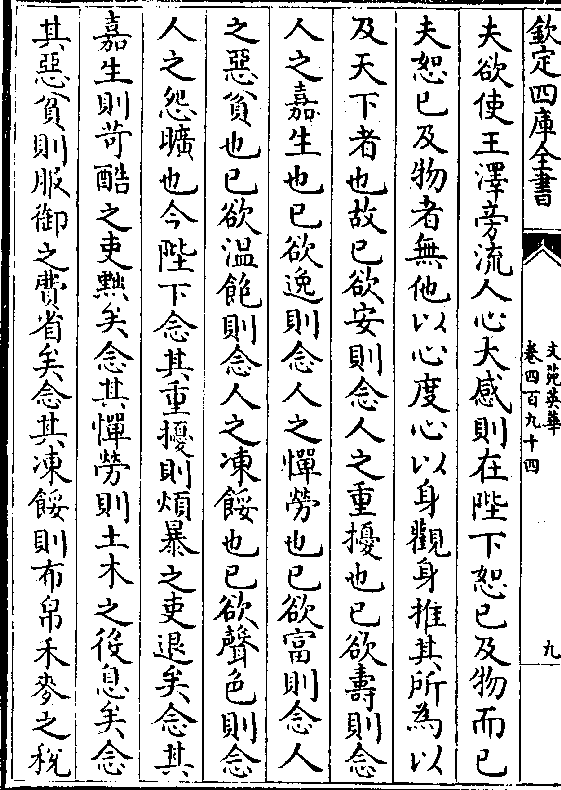 欽定四庫全書
文苑英華
卷四百九十四
九
夫欲使王澤旁流人心大感則在陛下恕已及物而已
夫恕已及物者無他以心度心以身觀身推其所為以
及天下者也故已欲安則念人之重擾也已欲壽則念
人之嘉生也已欲逸則念人之憚勞也已欲富則念人
之惡貧也已欲温飽則念人之凍餒也已欲聲色則念
人之怨曠也今陛下念其重擾則煩暴之吏退矣念其
嘉生則苛酷之吏黜矣念其憚勞則土木之役息矣念
其惡貧則服御之費省矣念其凍餒則布帛禾麥之稅